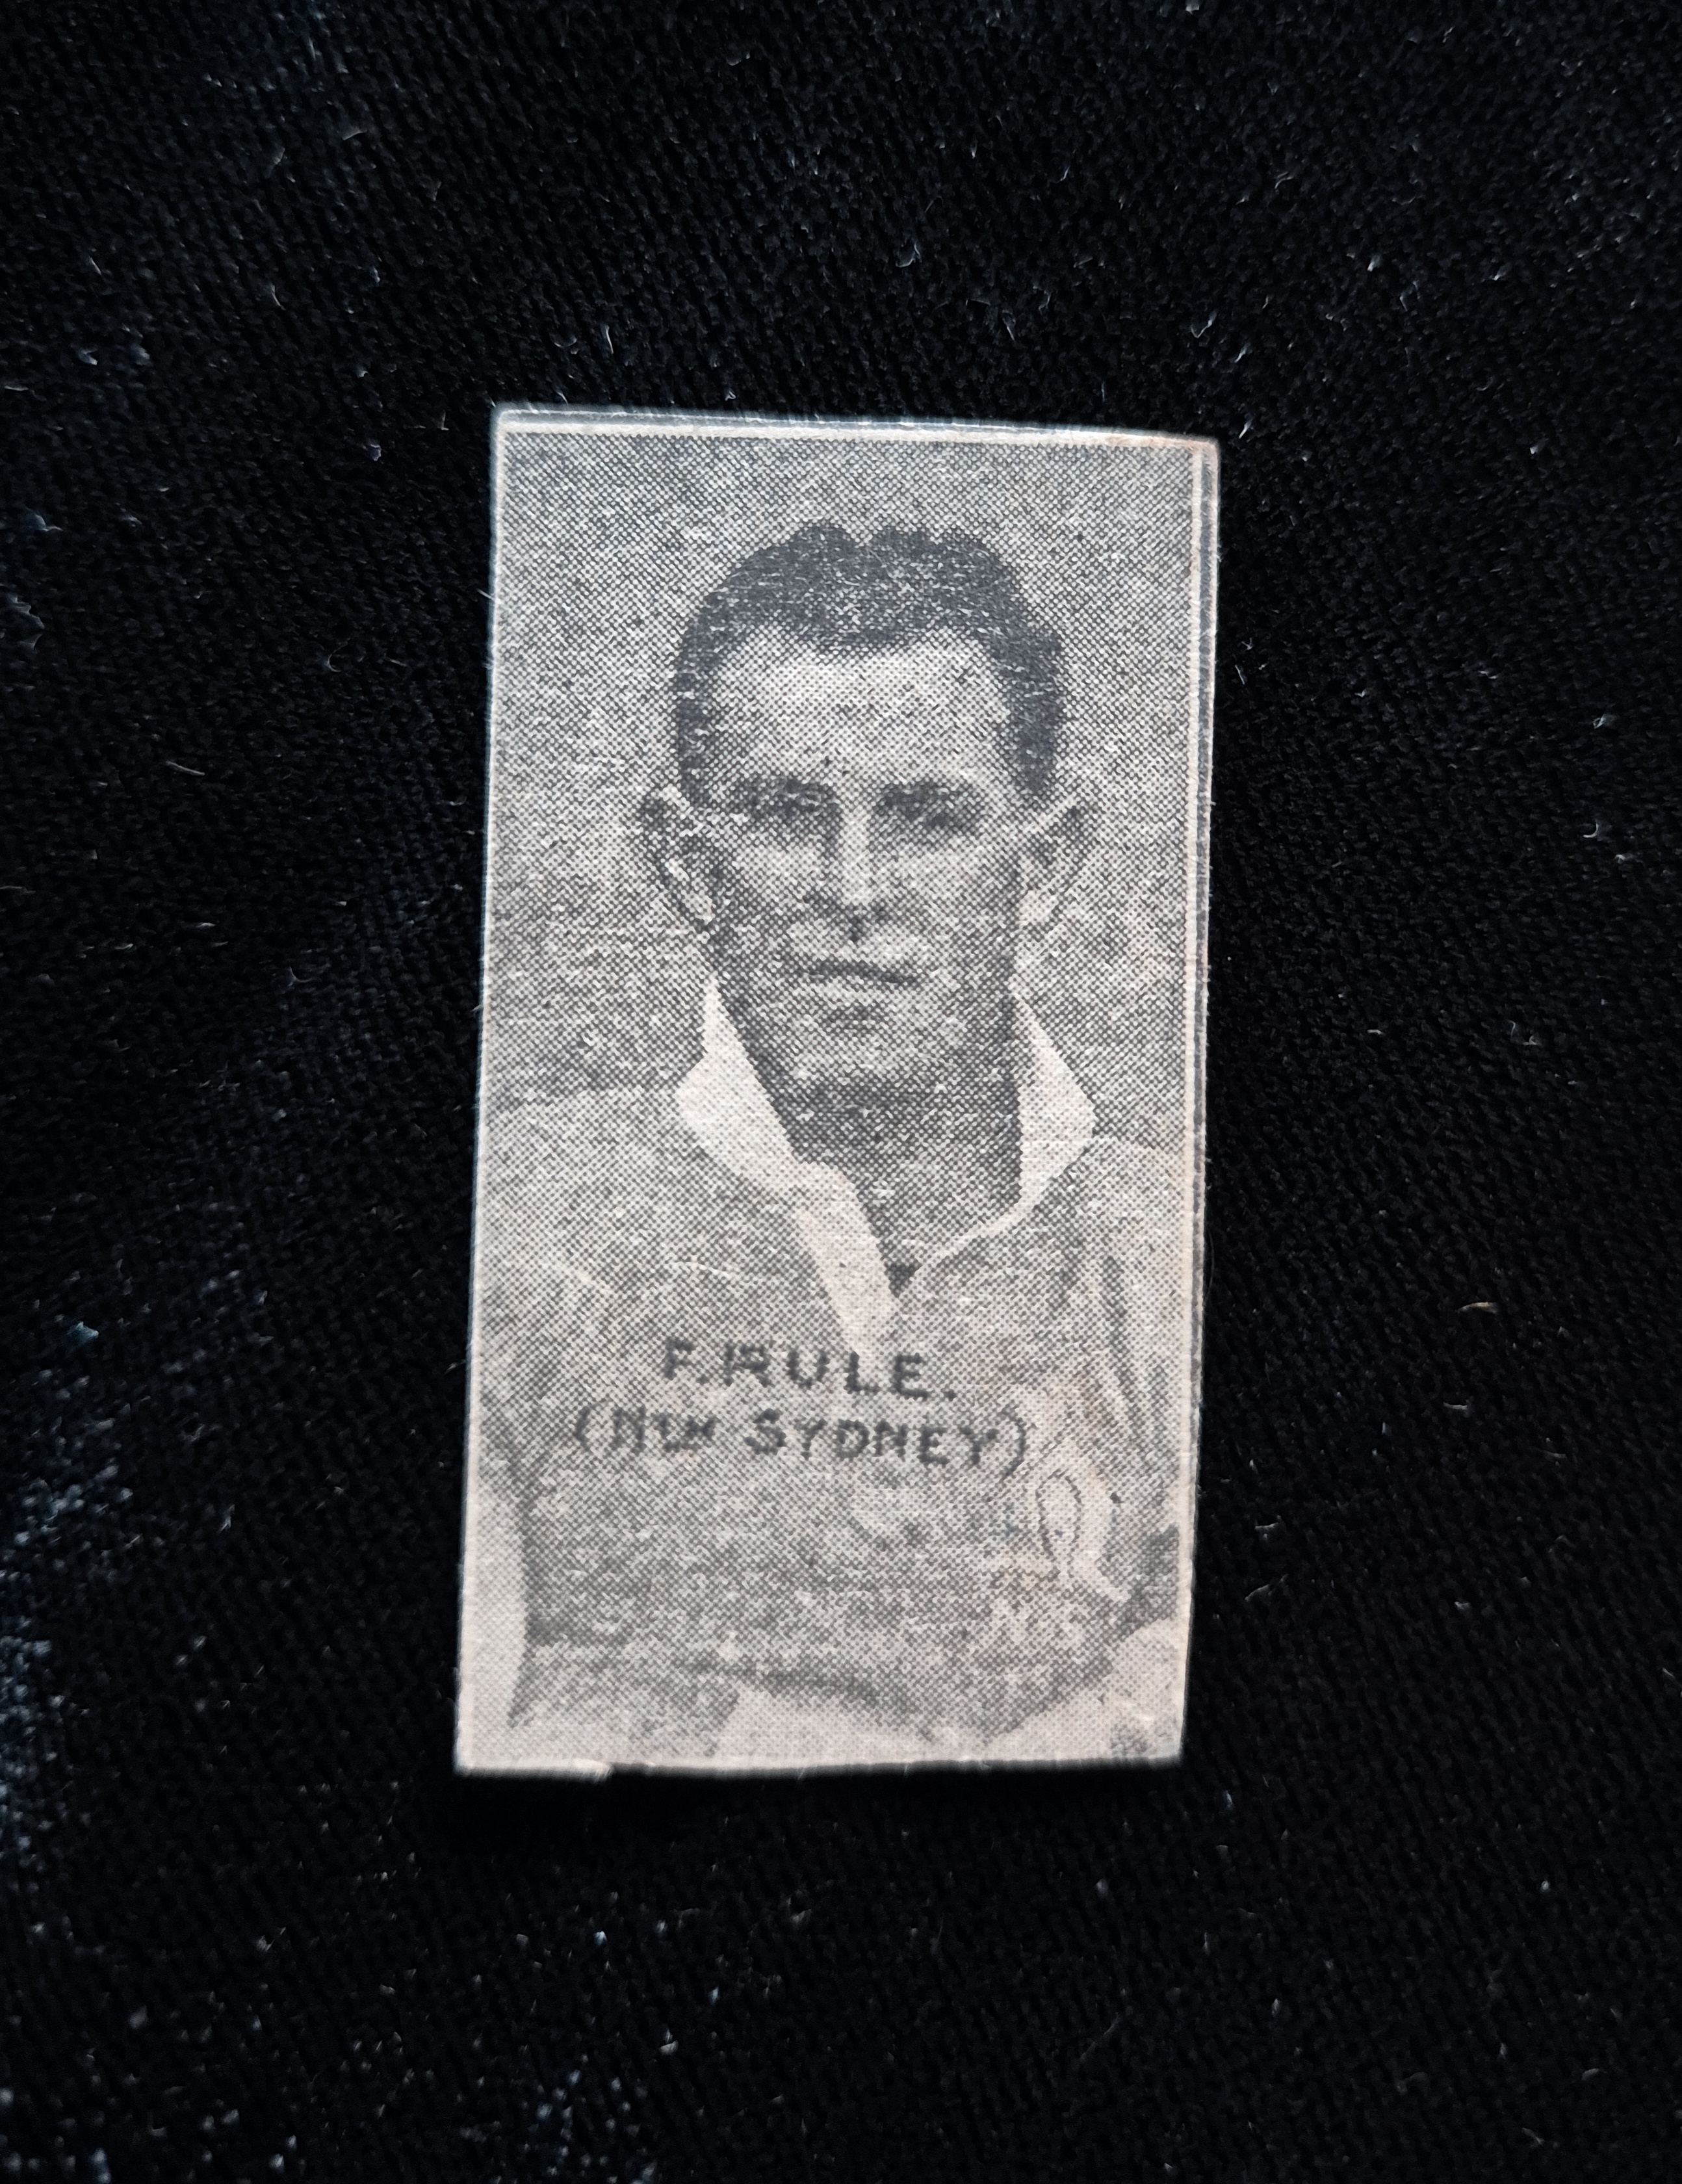 F. RULE.
(Nth SYDNEY)